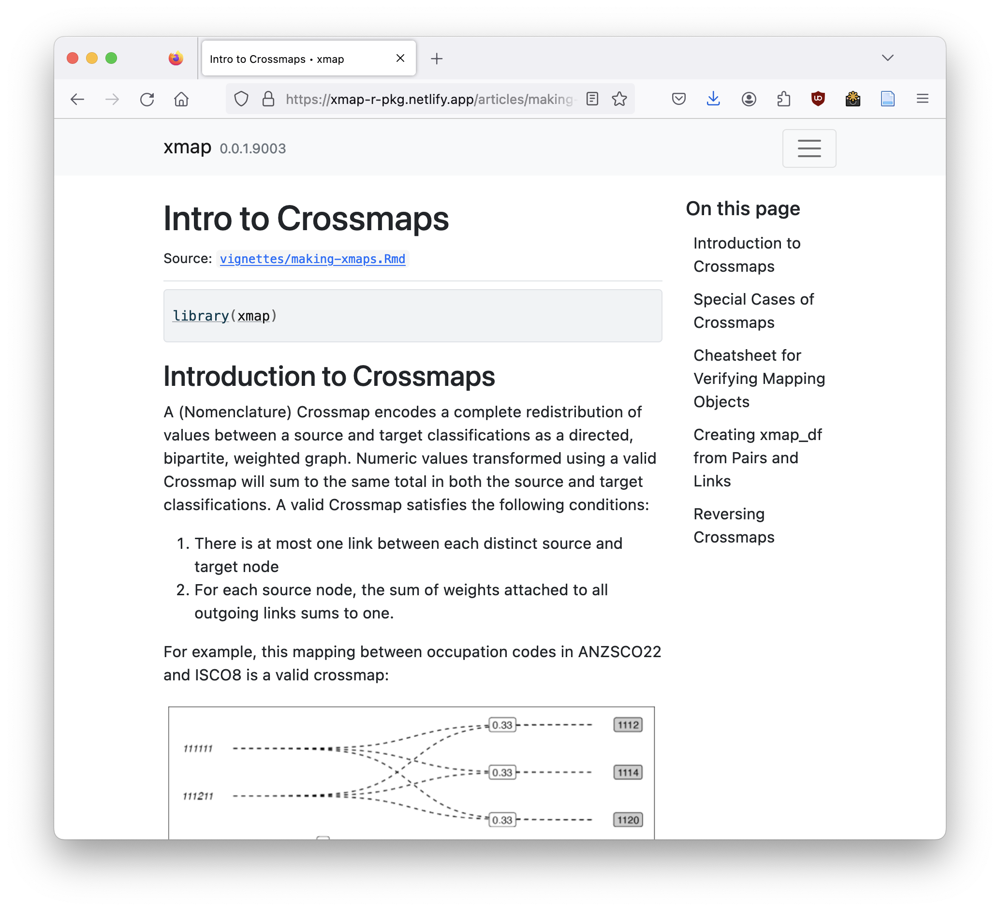 Intro to Crossmaps • xmap
https://xmap-r-pkg.netlify.app/articles/making-
xmap 0.0.1.9003
Intro to Crossmaps
Source: vignettes/making-xmaps.Rmd
library(xmap)
Introduction to Crossmaps
A (Nomenclature) Crossmap encodes a complete redistribution of
values between a source and target classifications as a directed,
bipartite, weighted graph. Numeric values transformed using a valid
Crossmap will sum to the same total in both the source and target
classifications. A valid Crossmap satisfies the following conditions:
1. There is at most one link between each distinct source and
target node
2. For each source node, the sum of weights attached to all
outgoing links sums to one.
For example, this mapping between occupation codes in ANZSCO22
and ISCO8 is a valid crossmap:
0.33 1112
111111
0.33 1114
111211
0.33 1120
On this page
Introduction to
Crossmaps
Special Cases of
Crossmaps
Cheatsheet for
Verifying Mapping
Objects
Creating xmap_df
from Pairs and
Links
Reversing
Crossmaps